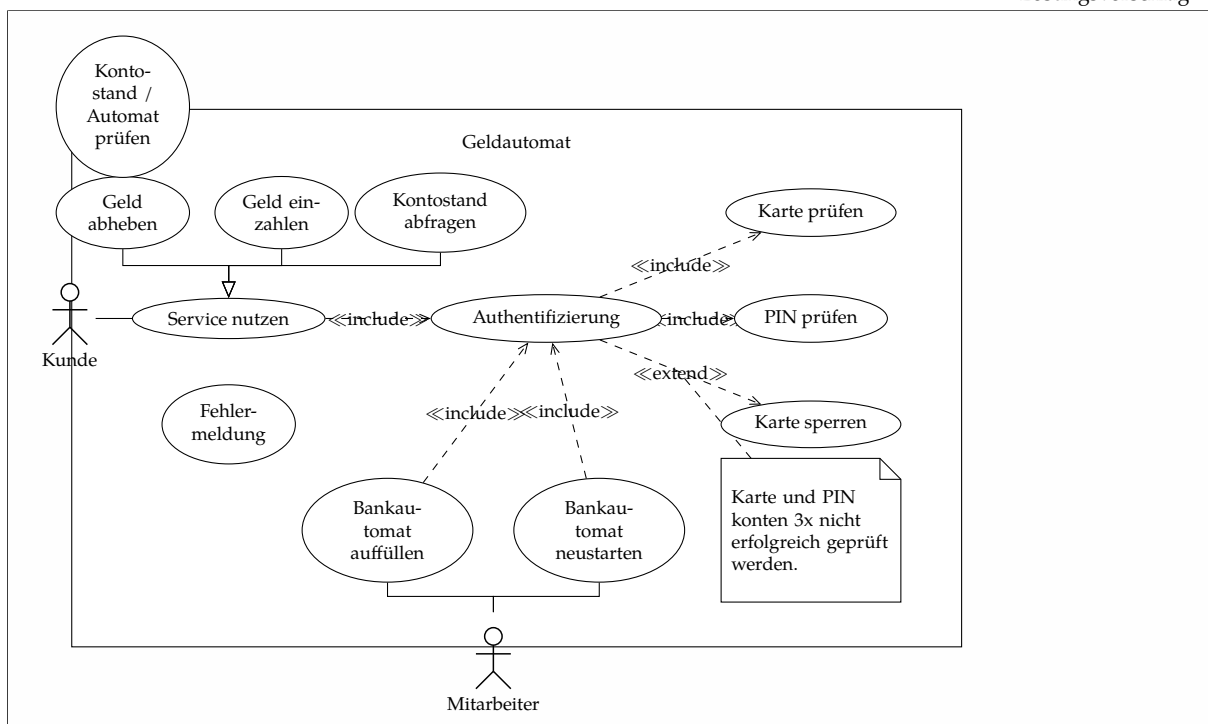 Konto-
stand /
Automat
prüfen
Geldautomat
Geld
abheben
Geld ein-
zahlen
Kontostand
abfragen
Karte prüfen
≪include≫
Kunde
Service nutzen
≪include≫
Authentifizierung
≪include≫
PIN prüfen
≪extend≫
Fehler-
meldung
≪include≫
≪include≫
Karte sperren
Bankau-
tomat
auffüllen
Bankau-
tomat
neustarten
Karte und PIN
konten 3x nicht
erfolgreich geprüft
werden.
Mitarbeiter